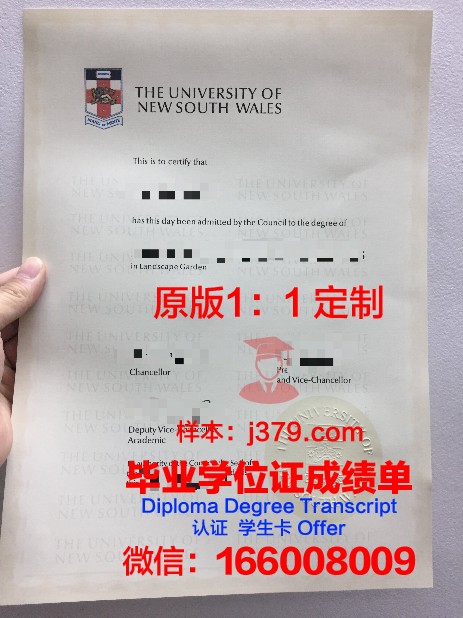 THE UNIVERSITY OF
NEW SOUTH WALES
This is to certify that
has this day been admitted by the Council to the degree of
in Landscape Garden
原版1：1 定制
Chancellor
and Vice-Chancellor
Deputy Vice-
Academic
样本：j379.com
毕业学位证成绩单
Diploma Degree Transcript
认证 学生卡 Offer
微信：166008009